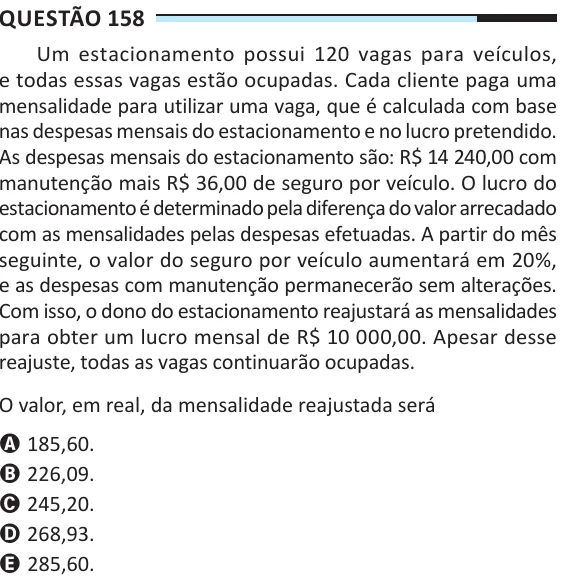 QUESTÃO 158
Um estacionamento possui 120 vagas para veículos,
e todas essas vagas estão ocupadas. Cada cliente paga uma
mensalidade para utilizar uma vaga, que é calculada com base
nas despesas mensais do estacionamento e no lucro pretendido.
As despesas mensais do estacionamento são: R$ 14 240,00 com
manutenção mais R$ 36,00 de seguro por veículo. O lucro do
estacionamento é determinado pela diferença do valor arrecadado
com as mensalidades pelas despesas efetuadas. A partir do mês
seguinte, o valor do seguro por veículo aumentará em 20%,
e as despesas com manutenção permanecerão sem alterações.
Com isso, o dono do estacionamento reajustará as mensalidades
para obter um lucro mensal de R$ 10 000,00. Apesar desse
reajuste, todas as vagas continuarão ocupadas.
O valor, em real, da mensalidade reajustada será
A 185,60.
B 226,09.
C 245,20.
D 268,93.
E 285,60.